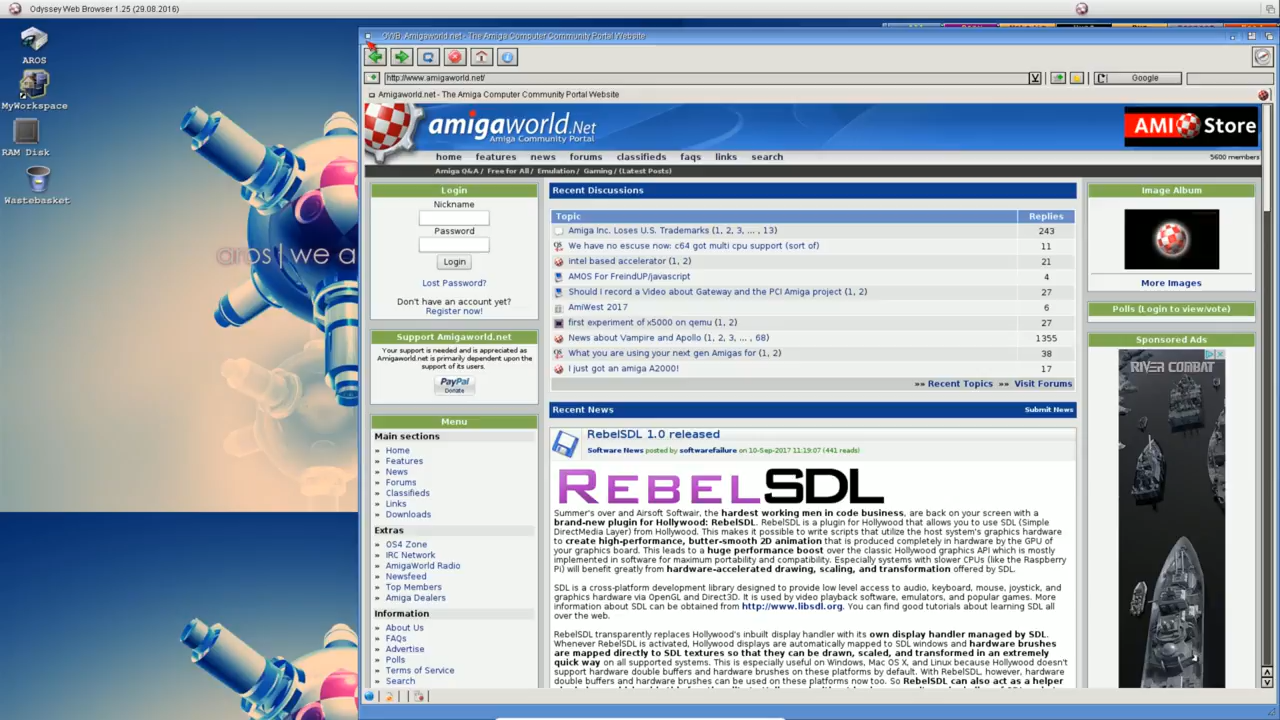 Odyssey Web Browser 1.25 (29.08.2016)
AROS
MyWorkspace
RAM Disk
Wastebasket
aros| we a
OWB: Amigaworld.net - The Amiga Computer Community Portal Website
http://www.amigaworld.net/
Google
Amigaworld.net - The Amiga Computer Community Portal Website
amigaworld.Net
Amiga Community Portal
AMI Store
home features news forums classifieds faqs links search
5600 members
Amiga Q&A / Free for All / Emulation / Gaming / (Latest Posts)
Login
Nickname
Password
Login
Lost Password?
Don't have an account yet?
Register now!
Support Amigaworld.net
Your support is needed and is appreciated as
Amigaworld.net is primarily dependent upon the
support of its users.
PayPal
Donate
Menu
Main sections
» Home
» Features
» News
» Forums
» Classifieds
» Links
» Downloads
Extras
» OS4 Zone
» IRC Network
» AmigaWorld Radio
» Newsfeed
» Top Members
» Amiga Dealers
Information
» About Us
» FAQs
» Advertise
» Polls
» Terms of Service
» Search
Recent Discussions
Topic Replies
Amiga Inc. Loses U.S. Trademarks (1, 2, 3, ... , 13) 243
We have no escuse now: c64 got multi cpu support (sort of) 11
intel based accelerator (1, 2) 21
AMOS For FreindUP/javascript 4
Should I record a Video about Gateway and the PCI Amiga project (1, 2) 27
AmiWest 2017 6
first experiment of x5000 on qemu (1, 2) 27
News about Vampire and Apollo (1, 2, 3, ... , 68) 1355
What you are using your next gen Amigas for (1, 2) 38
I just got an amiga A2000! 17
»» Recent Topics »» Visit Forums
Recent News Submit News
RebelSDL 1.0 released
Software News posted by softwarefailure on 10-Sep-2017 11:19:07 (441 reads)
REBELSDL
Summer's over and Airsoft Softwair, the hardest working men in code business, are back on your screen with a
brand-new plugin for Hollywood: RebelSDL. RebelSDL is a plugin for Hollywood that allows you to use SDL (Simple
DirectMedia Layer) from Hollywood. This makes it possible to write scripts that utilize the host system's graphics hardware
to create high-performance, butter-smooth 2D animation that is produced completely in hardware by the GPU of
your graphics board. This leads to a huge performance boost over the classic Hollywood graphics API which is mostly
implemented in software for maximum portability and compatibility. Especially systems with slower CPUs (like the Raspberry
Pi) will benefit greatly from hardware-accelerated drawing, scaling, and transformation offered by SDL.
SDL is a cross-platform development library designed to provide low level access to audio, keyboard, mouse, joystick, and
graphics hardware via OpenGL and Direct3D. It is used by video playback software, emulators, and popular games. More
information about SDL can be obtained from http://www.libsdl.org. You can find good tutorials about learning SDL all
over the web.
RebelSDL transparently replaces Hollywood's inbuilt display handler with its own display handler managed by SDL.
Whenever RebelSDL is activated, Hollywood displays are automatically mapped to SDL windows and hardware brushes
are mapped directly to SDL textures so that they can be drawn, scaled, and transformed in an extremely
quick way on all supported systems. This is especially useful on Windows, Mac OS X, and Linux because Hollywood doesn't
support hardware double buffers and hardware brushes on these platforms by default. With RebelSDL, however, hardware
double buffers and hardware brushes can be used on these platforms now too. So RebelSDL can also act as a helper
Image Album
More Images
Polls (Login to view/vote)
Sponsored Ads
RIVER COMBAT